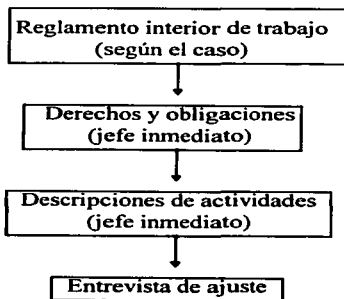 Reglamento interior de trabajo
(según el caso)
Derechos y obligaciones
(jefe inmediato)
Descripciones de actividades
(jefe inmediato)
Entrevista de ajuste